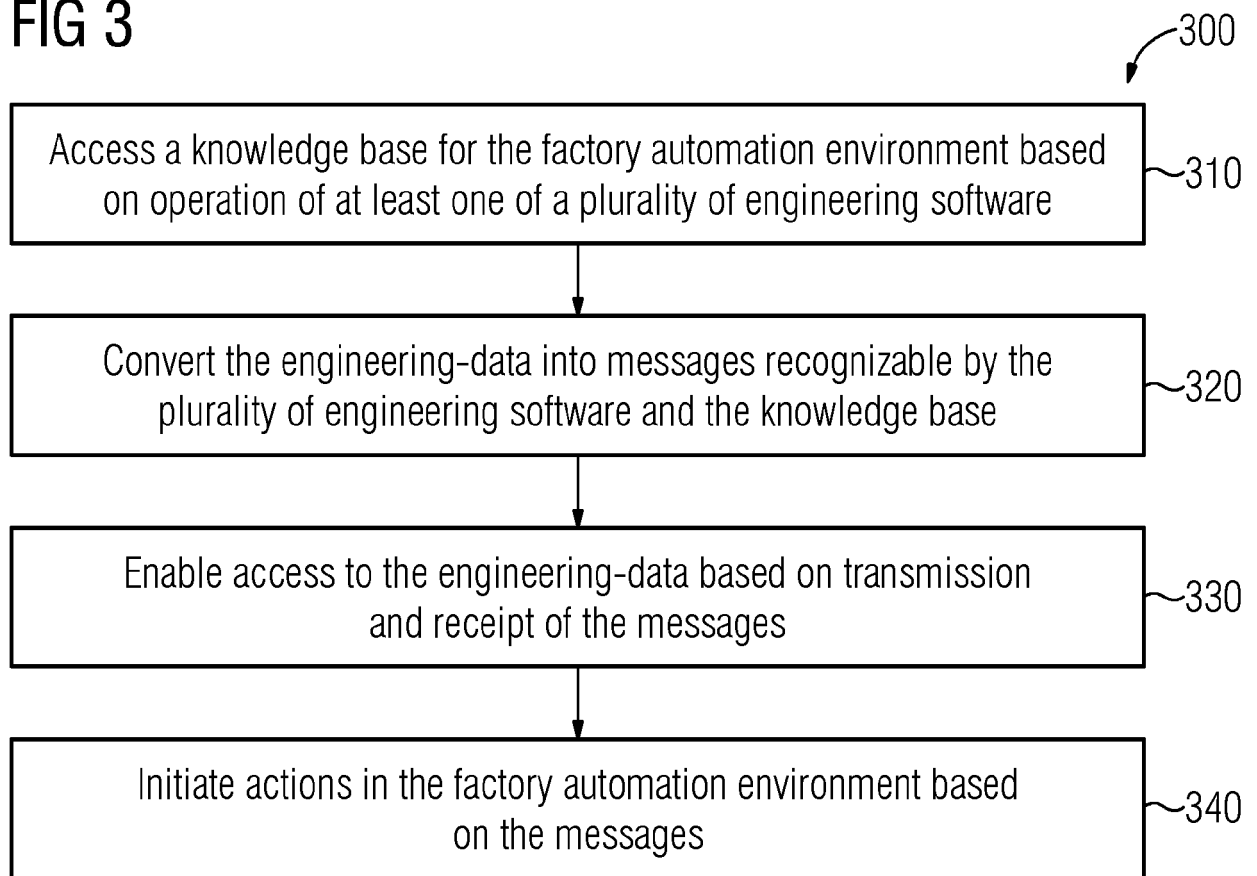 FIG 3
300
Access a knowledge base for the factory automation environment based
on operation of at least one of a plurality of engineering software
310
Convert the engineering-data into messages recognizable by the
plurality of engineering software and the knowledge base
320
Enable access to the engineering-data based on transmission
and receipt of the messages
330
Initiate actions in the factory automation environment based
on the messages
340